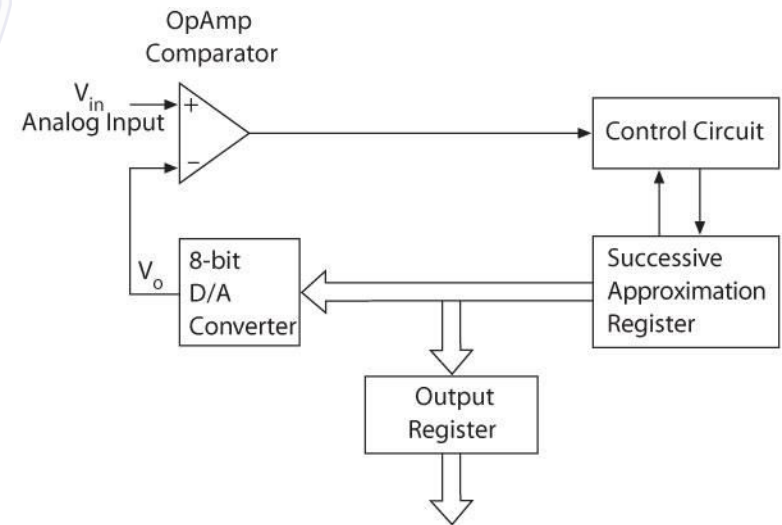 OpAmp
Comparator
V_in
Analog Input
+
−
Control Circuit
V_o
8-bit
D/A
Converter
Successive
Approximation
Register
Output
Register